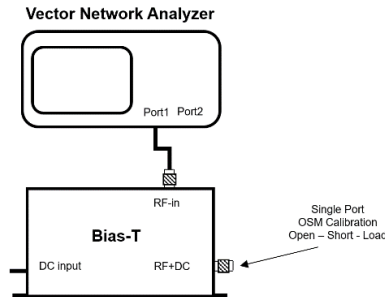 Vector Network Analyzer
Port1 Port2
RF-in
Bias-T
DC input RF+DC
Single Port
OSM Calibration
Open – Short - Load